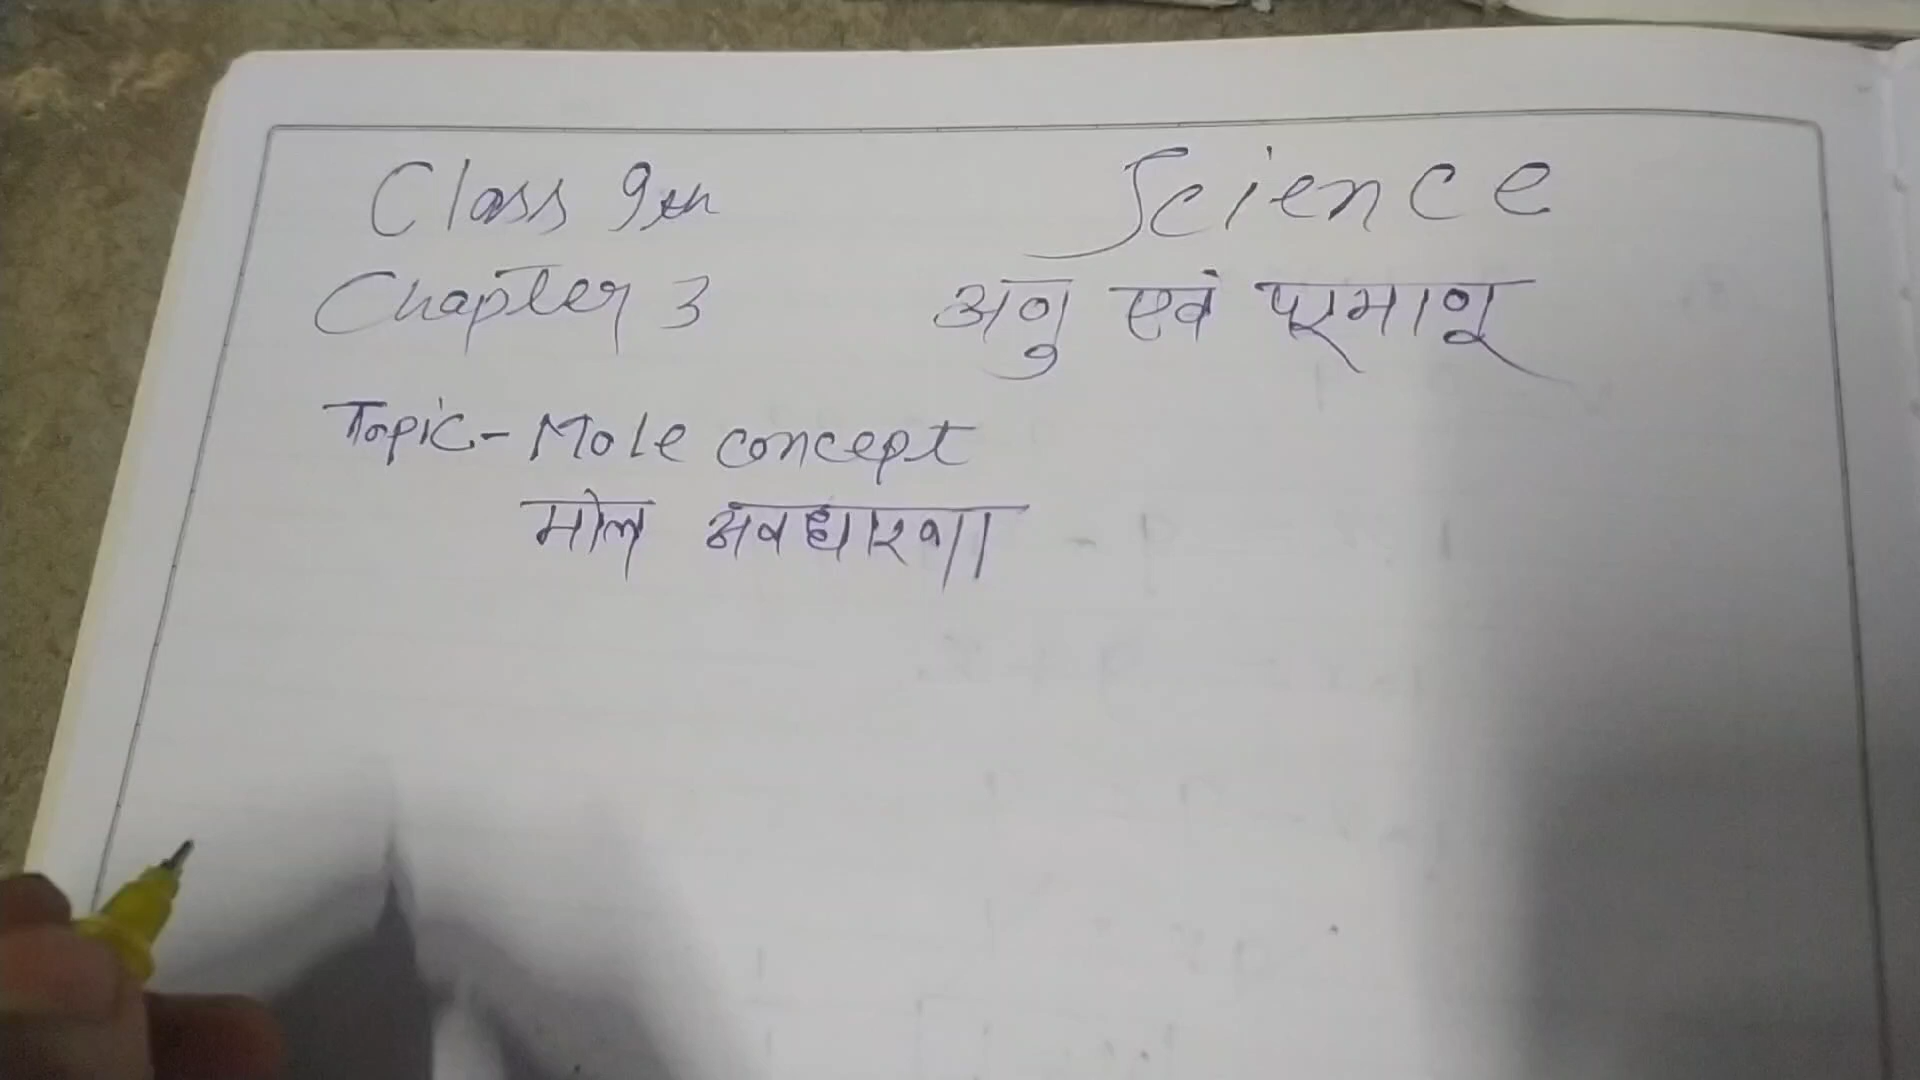 Class 9th Science
Chapter 3 अणु एवं परमाणु
Topic - Mole concept
मोल अवधारणा